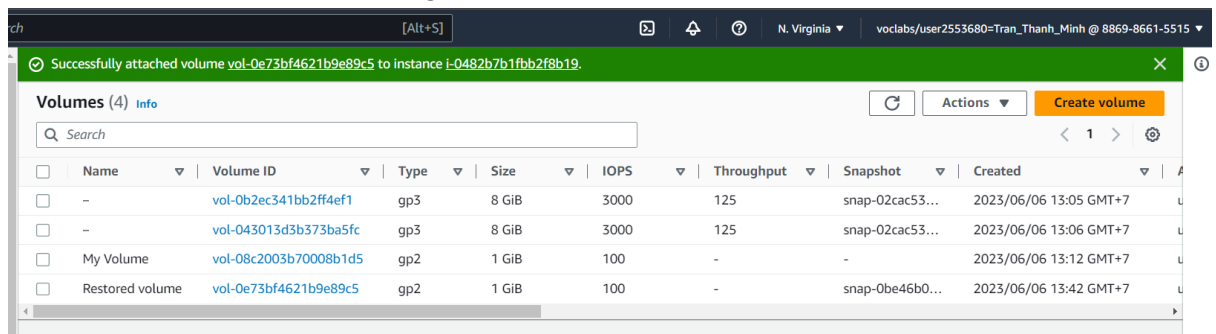 rch [Alt+S] N. Virginia ▼ voclabs/user2553680=Tran_Thanh_Minh @ 8869-8661-5515 ▼
Successfully attached volume vol-0e73bf4621b9e89c5 to instance i-0482b7b1fbb2f8b19.
Volumes (4) Info Actions ▼ Create volume
Search 1
Name Volume ID Type Size IOPS Throughput Snapshot Created
– vol-0b2ec341bb2ff4ef1 gp3 8 GiB 3000 125 snap-02cac53... 2023/06/06 13:05 GMT+7
– vol-043013d3b373ba5fc gp3 8 GiB 3000 125 snap-02cac53... 2023/06/06 13:06 GMT+7
My Volume vol-08c2003b70008b1d5 gp2 1 GiB 100 - - 2023/06/06 13:12 GMT+7
Restored volume vol-0e73bf4621b9e89c5 gp2 1 GiB 100 - snap-0be46b0... 2023/06/06 13:42 GMT+7